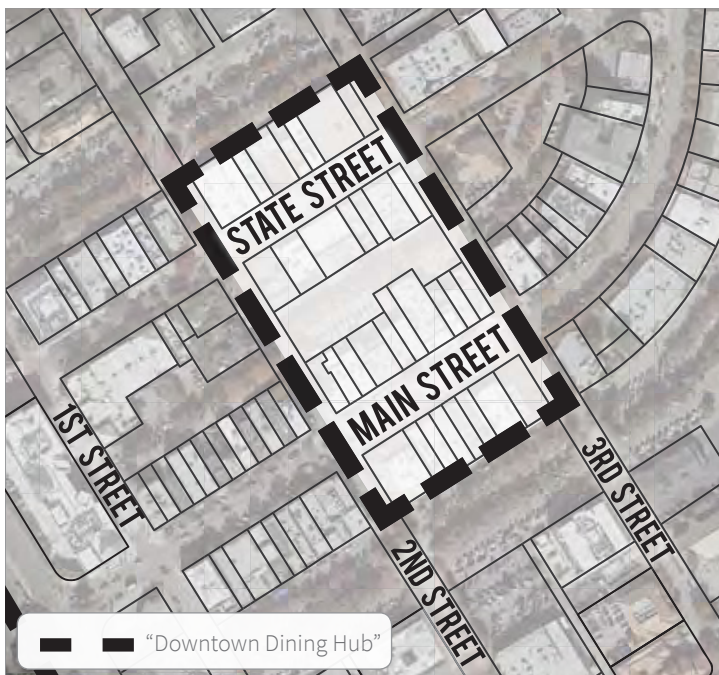 STATE STREET
MAIN STREET
1ST STREET
3RD STREET
2ND STREET
“Downtown Dining Hub”